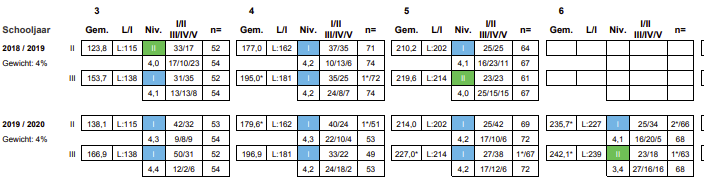 3 4 5 6
I/II I/II I/II I/II
Schooljaar Gem. L/I Niv. III/IV/V n= Gem. L/I Niv. III/IV/V n= Gem. L/I Niv. III/IV/V n= Gem. L/I Niv. III/IV/V n=
2018 / 2019 II 123,8 L:115 II 33/17 52 177,0 L:162 I 37/35 71 210,2 L:202 I 25/25 64
Gewicht: 4% 4,0 17/10/23 54 4,2 10/13/6 74 4,1 16/23/11 67
III 153,7 L:138 I 31/35 52 195,0* L:181 I 35/25 1*/72 219,6 L:214 II 23/23 61
4,1 13/13/8 54 4,2 24/8/7 74 4,0 25/15/15 67
2019 / 2020 II 138,1 L:115 I 42/32 53 179,6* L:162 I 40/24 1*/51 214,0 L:202 I 25/42 69 235,7* L:227 I 25/34 2*/66
Gewicht: 4% 4,3 9/8/9 54 4,3 22/10/4 53 4,2 17/10/6 72 4,1 16/20/5 68
III 166,9 L:138 I 50/31 52 196,9 L:181 I 33/22 49 227,0* L:214 I 27/38 1*/67 242,1* L:239 II 23/18 1*/63
4,4 12/2/6 54 4,2 24/18/2 53 4,2 17/12/6 72 3,4 27/16/16 68